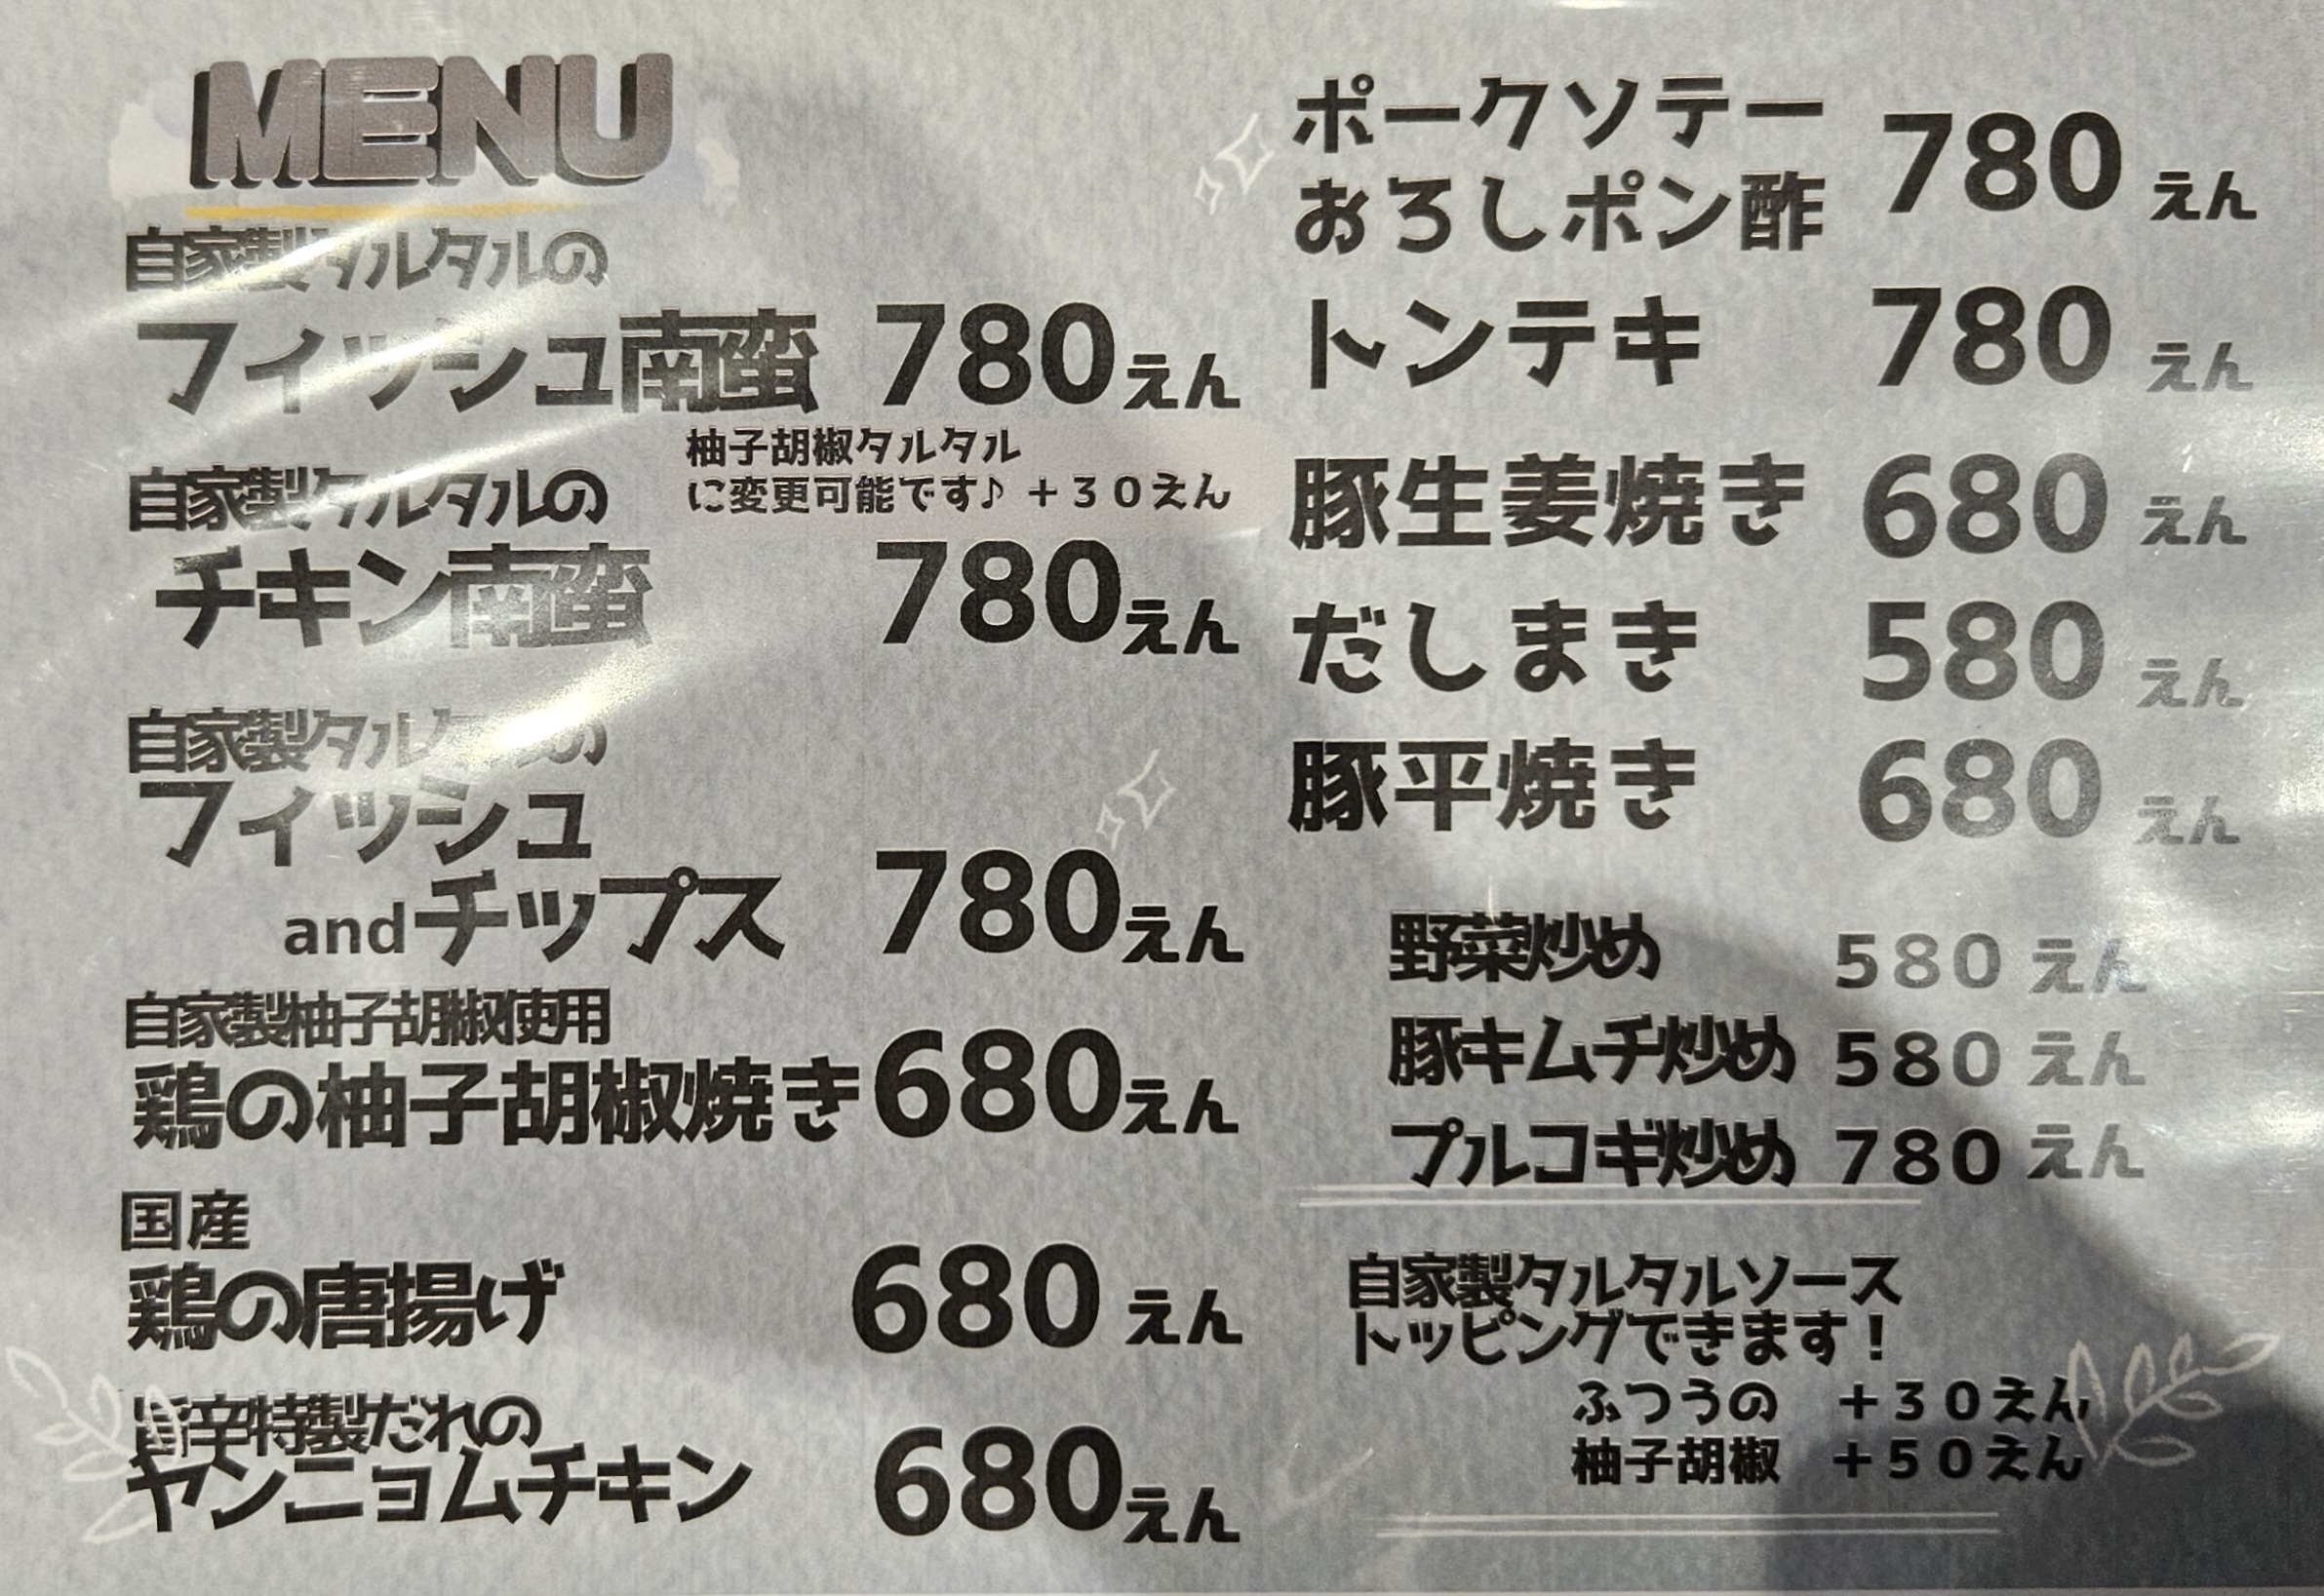 MENU
自家製タルタルの
フィッシュ南蛮 780えん
柚子胡椒タルタル
に変更可能です♪ +30えん
自家製タルタルの
チキン南蛮 780えん
自家製タルタルの
フィッシュ
andチップス 780えん
自家製柚子胡椒使用
鶏の柚子胡椒焼き 680えん
国産
鶏の唐揚げ 680えん
旨辛特製だれの
ヤンニョムチキン 680えん
ポークソテー
おろしポン酢 780えん
トンテキ 780えん
豚生姜焼き 680えん
だしまき 580えん
豚平焼き 680えん
野菜炒め 580えん
豚キムチ炒め 580えん
プルコギ炒め 780えん
自家製タルタルソース
トッピングできます!
ふつうの +30えん
柚子胡椒 +50えん